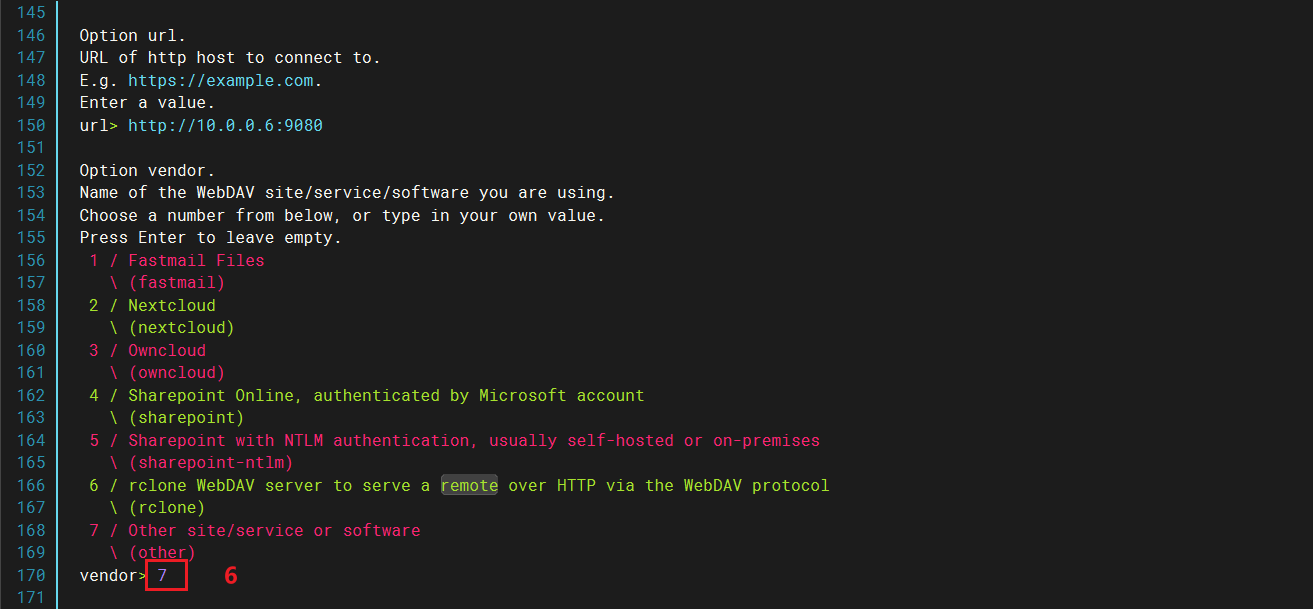 145
146 Option url.
147 URL of http host to connect to.
148 E.g. https://example.com.
149 Enter a value.
150 url> http://10.0.0.6:9080
151
152 Option vendor.
153 Name of the WebDAV site/service/software you are using.
154 Choose a number from below, or type in your own value.
155 Press Enter to leave empty.
156  1 / Fastmail Files
157    \ (fastmail)
158  2 / Nextcloud
159    \ (nextcloud)
160  3 / Owncloud
161    \ (owncloud)
162  4 / Sharepoint Online, authenticated by Microsoft account
163    \ (sharepoint)
164  5 / Sharepoint with NTLM authentication, usually self-hosted or on-premises
165    \ (sharepoint-ntlm)
166  6 / rclone WebDAV server to serve a remote over HTTP via the WebDAV protocol
167    \ (rclone)
168  7 / Other site/service or software
169    \ (other)
170 vendor> 7 6
171